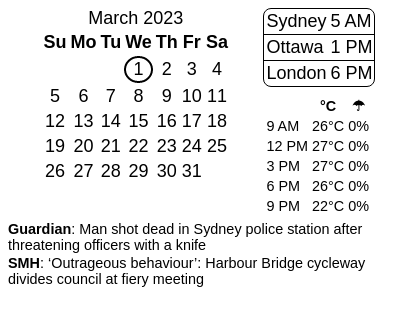 March 2023
Su Mo Tu We Th Fr Sa
1 2 3 4
5 6 7 8 9 10 11
12 13 14 15 16 17 18
19 20 21 22 23 24 25
26 27 28 29 30 31
Sydney 5 AM
Ottawa 1 PM
London 6 PM
°C ☂
9 AM 26°C 0%
12 PM 27°C 0%
3 PM 27°C 0%
6 PM 26°C 0%
9 PM 22°C 0%
Guardian: Man shot dead in Sydney police station after
threatening officers with a knife
SMH: ‘Outrageous behaviour’: Harbour Bridge cycleway
divides council at fiery meeting